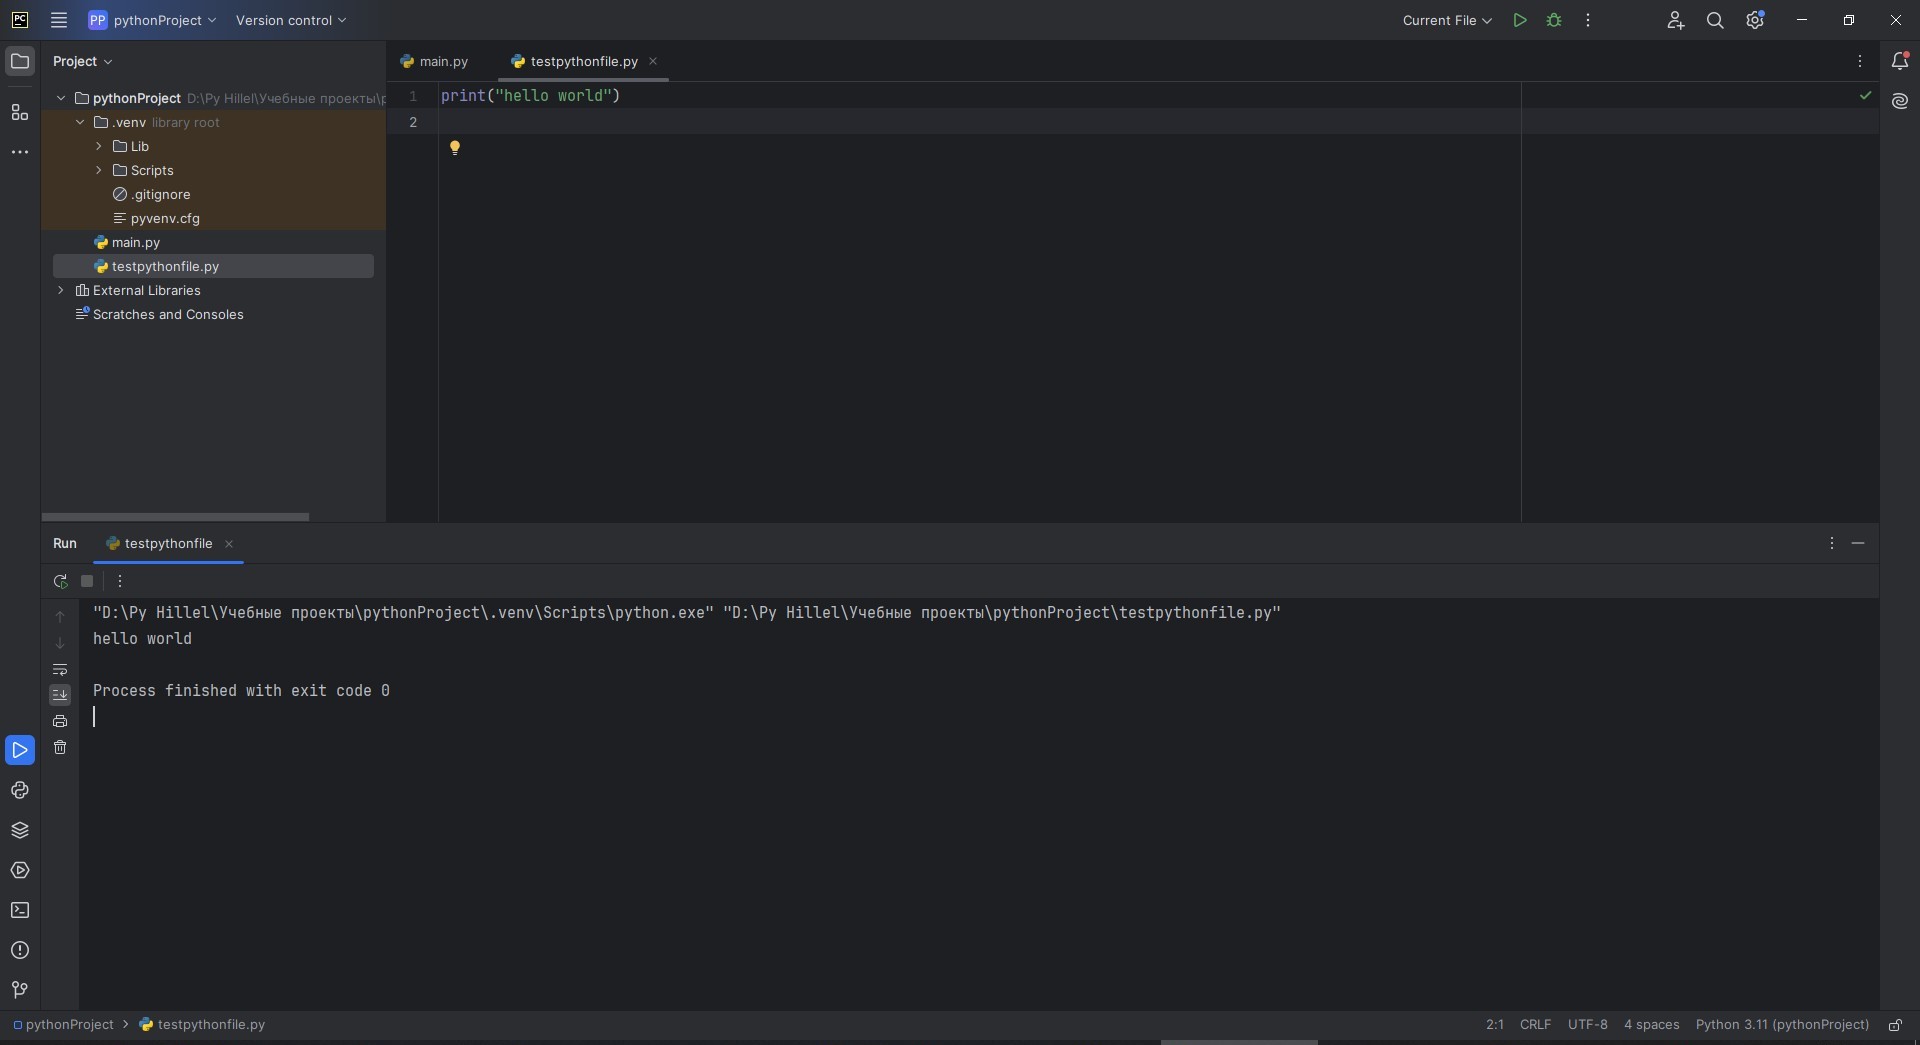 PC
PP pythonProject Version control
Current File
Project
pythonProject D:\Py Hillel\Учебные проекты\p
.venv library root
Lib
Scripts
.gitignore
pyvenv.cfg
main.py
testpythonfile.py
External Libraries
Scratches and Consoles
main.py testpythonfile.py
1 print("hello world")
2
Run testpythonfile
"D:\Py Hillel\Учебные проекты\pythonProject\.venv\Scripts\python.exe" "D:\Py Hillel\Учебные проекты\pythonProject\testpythonfile.py"
hello world
Process finished with exit code 0
pythonProject > testpythonfile.py
2:1 CRLF UTF-8 4 spaces Python 3.11 (pythonProject)